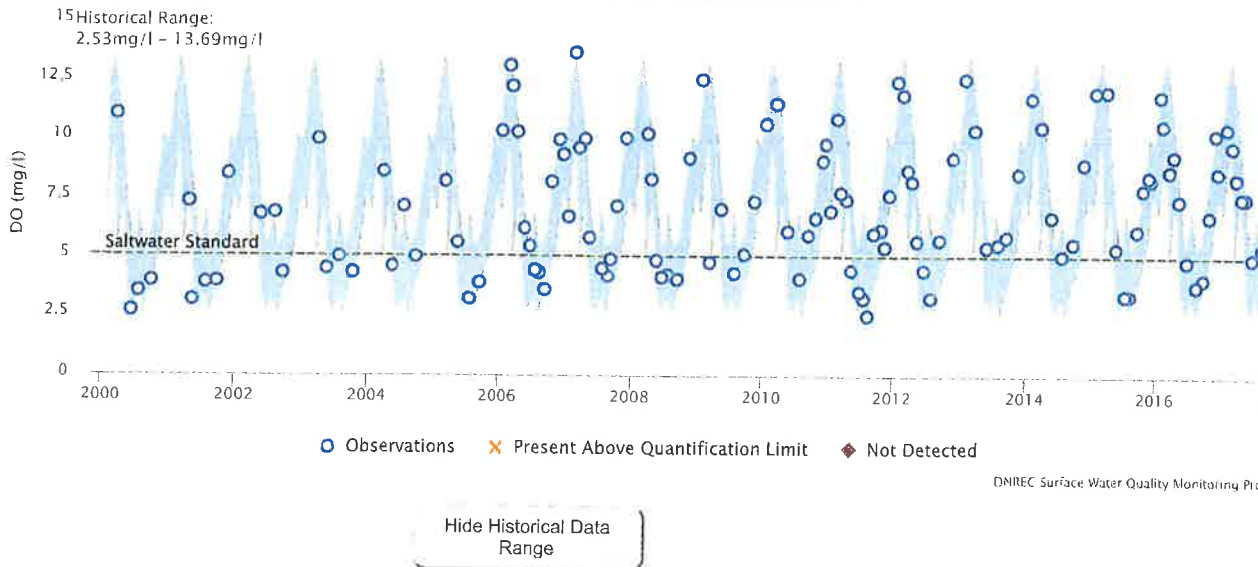 15 Historical Range:
2.53mg/l – 13.69mg/l
12.5
10
7.5
5
2.5
0
DO (mg/l)
Saltwater Standard
2000 2002 2004 2006 2008 2010 2012 2014 2016
Observations Present Above Quantification Limit Not Detected
DNREC Surface Water Quality Monitoring Pro
Hide Historical Data
Range